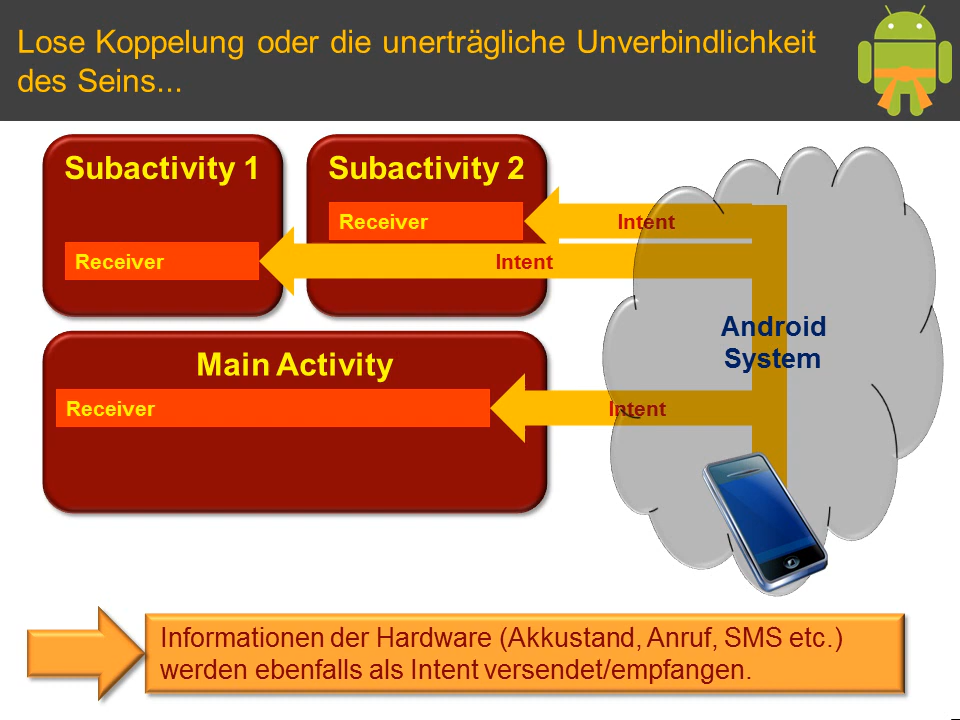 Lose Koppelung oder die unerträgliche Unverbindlichkeit
des Seins...
Subactivity 1
Subactivity 2
Receiver
Intent
Receiver
Intent
Android
System
Main Activity
Receiver
Intent
Informationen der Hardware (Akkustand, Anruf, SMS etc.)
werden ebenfalls als Intent versendet/empfangen.